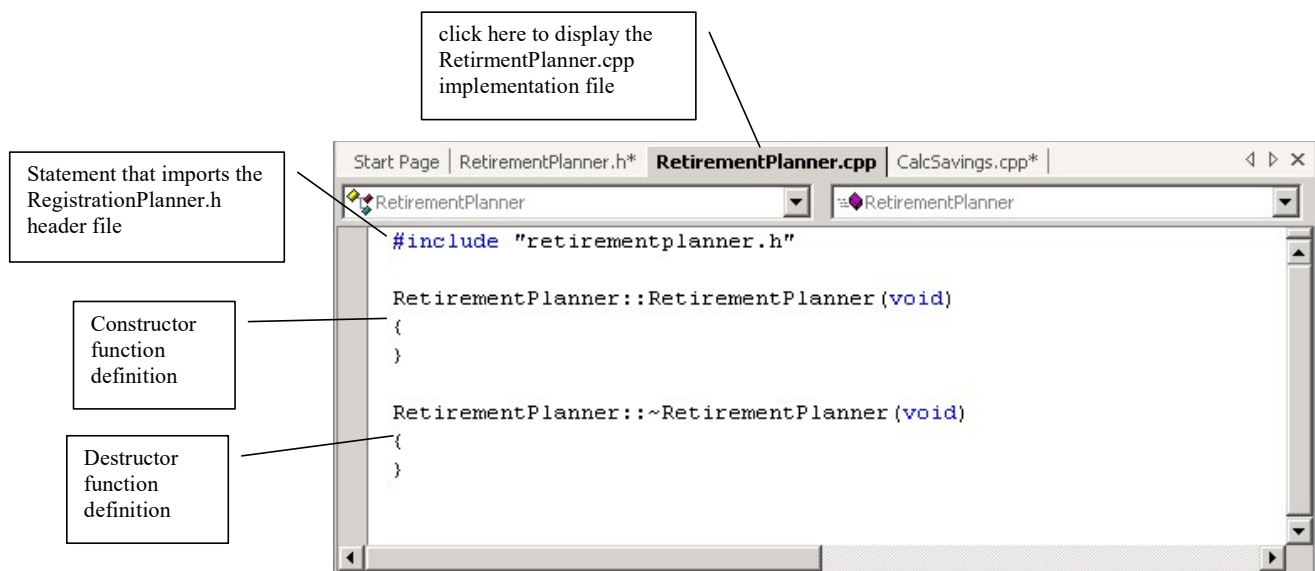 click here to display the
RetirmentPlanner.cpp
implementation file
Statement that imports the
RegistrationPlanner.h
header file
Start Page RetirementPlanner.h* RetirementPlanner.cpp CalcSavings.cpp*
RetirementPlanner RetirementPlanner
#include "retirementplanner.h"
RetirementPlanner::RetirementPlanner(void)
{
}
Constructor
function
definition
RetirementPlanner::~RetirementPlanner(void)
{
}
Destructor
function
definition